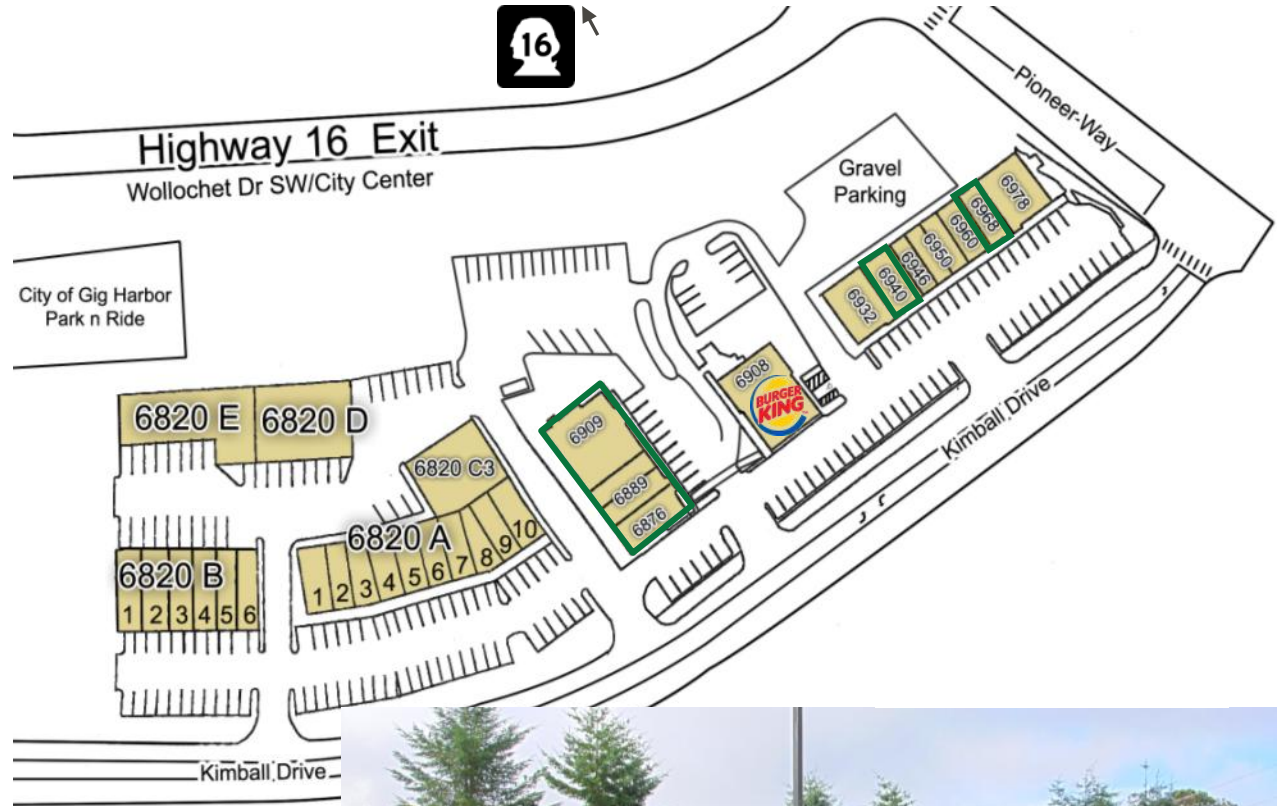 16
Highway 16 Exit
Wollochet Dr SW/City Center
Pioneer Way
Gravel
Parking
6978
6968
6960
6950
6946
6940
6932
City of Gig Harbor
Park n Ride
6908
BURGER
KING
Kimball Drive
6820 E
6820 D
6909
6889
6876
6820 C3
6820 A
1 2 3 4 5 6 7 8 9 10
6820 B
1 2 3 4 5 6
Kimball Drive